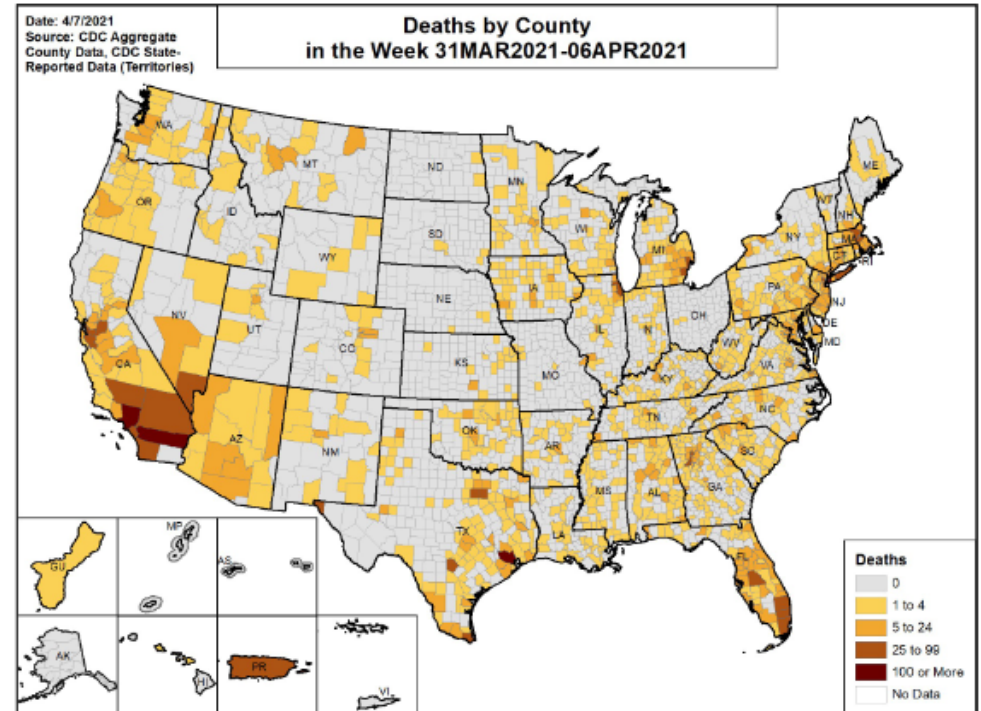 Date: 4/7/2021
Source: CDC Aggregate
County Data, CDC State-
Reported Data (Territories)
Deaths by County
in the Week 31MAR2021-06APR2021
WA
MT
ND
MN
ME
OR
ID
SD
WI
MI
VT
NH
NY
MA
CT
RI
WY
IA
PA
NJ
NE
NV
UT
CO
IL
IN
OH
DE
MD
WV
VA
CA
KS
MO
KY
AZ
NM
OK
AR
TN
NC
SC
MS
AL
GA
TX
LA
FL
GU
MP
AS
AK
HI
PR
VI
Deaths
0
1 to 4
5 to 24
25 to 99
100 or More
No Data